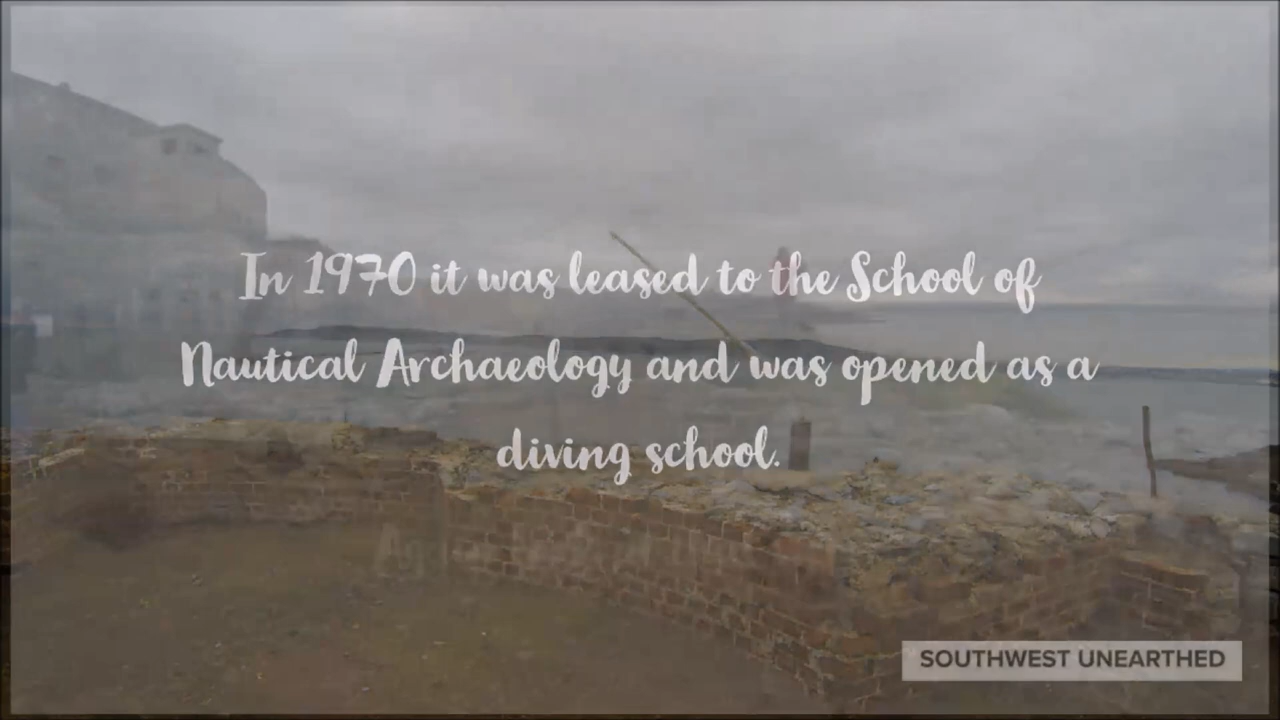 In 1970 it was leased to the School of
Nautical Archaeology and was opened as a
diving school.
SOUTHWEST UNEARTHED